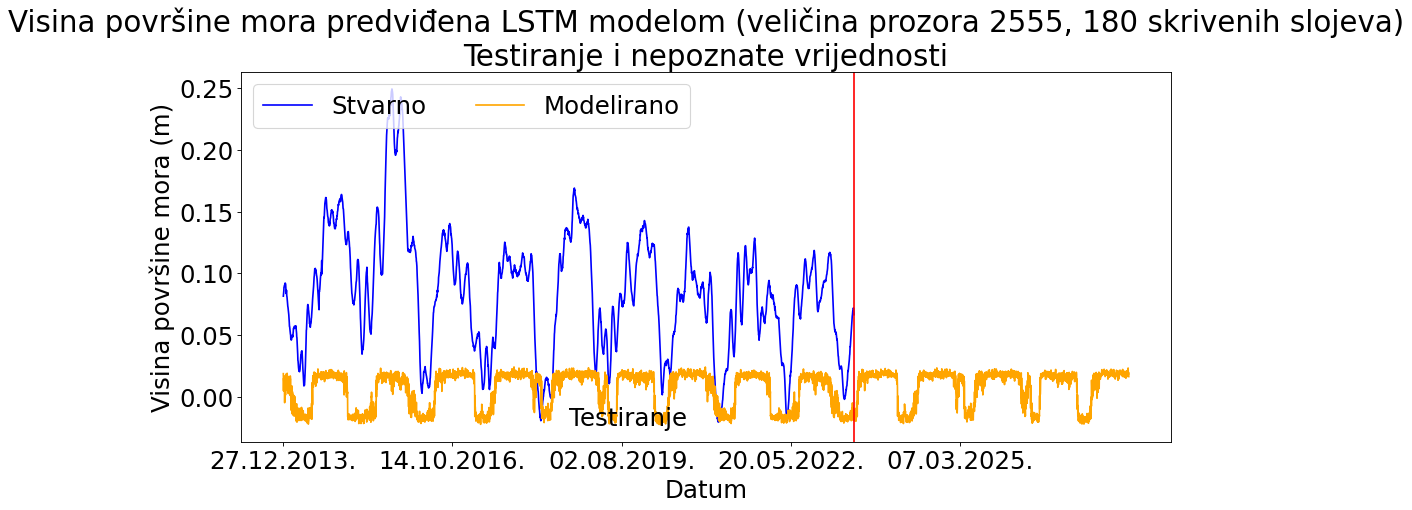 Visina površine mora predviđena LSTM modelom (veličina prozora 2555, 180 skrivenih slojeva)
Testiranje i nepoznate vrijednosti
Stvarno Modelirano
Visina površine mora (m)
0.25
0.20
0.15
0.10
0.05
0.00
Testiranje
27.12.2013. 14.10.2016. 02.08.2019. 20.05.2022. 07.03.2025.
Datum